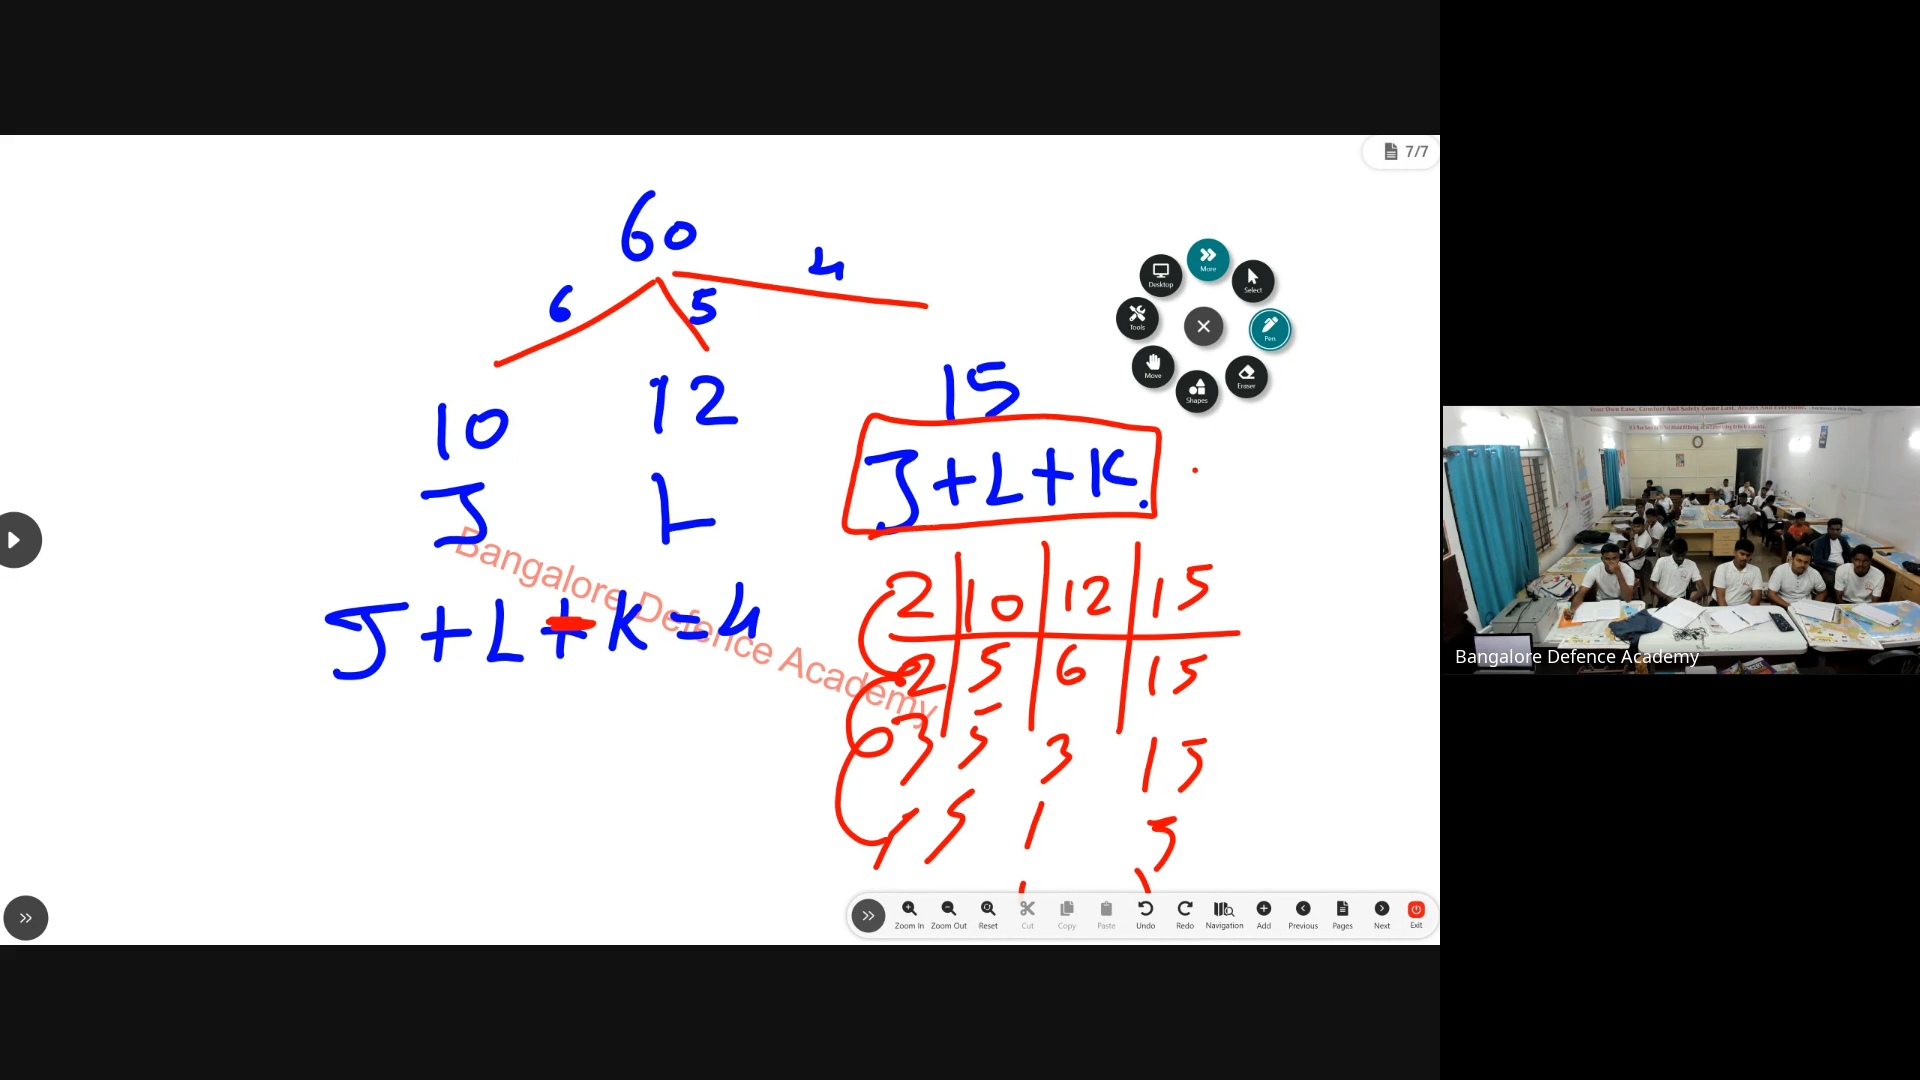 7/7
60
6 5 4
10 12 15
J L J+L+K.
J+L+K=4
2 10 12 15
2 5 6 15
3 5 3 15
5 1 5
Bangalore Defence Academy
More
Desktop
Select
Tools
Pen
Move
Eraser
Shapes
Zoom In Zoom Out Reset Cut Copy Paste Undo Redo Navigation Add Previous Pages Next Exit
Bangalore Defence Academy